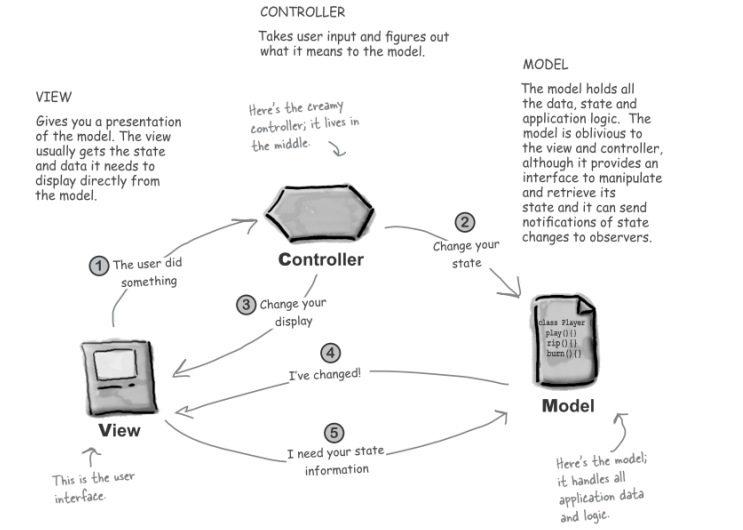 CONTROLLER
Takes user input and figures out
what it means to the model.
MODEL
The model holds all
the data, state and
application logic. The
model is oblivious to
the view and controller,
although it provides an
interface to manipulate
and retrieve its
state and it can send
notifications of state
changes to observers.
VIEW
Gives you a presentation
of the model. The view
usually gets the state
and data it needs to
display directly from
the model.
Here's the creamy
controller; it lives in
the middle.
Controller
1 The user did
something
2
Change your
state
3 Change your
display
4
I've changed!
5
I need your state
information
class Player {
play(){}
rip(){}
burn(){}
View
Model
This is the user
interface.
Here's the model;
it handles all
application data
and logic.